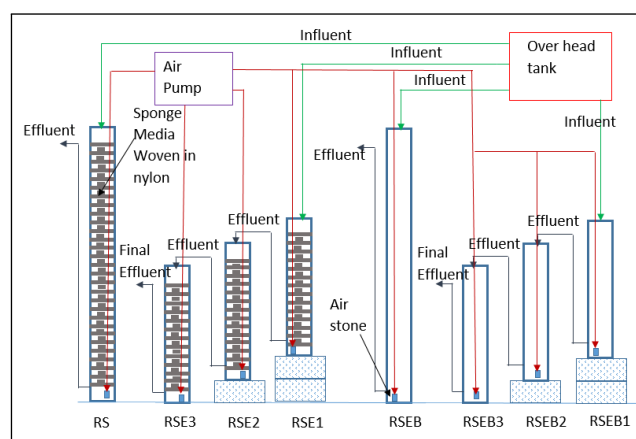 Influent
Over head
tank
Influent
Air
Pump
Influent
Influent
Sponge
Media
Woven in
nylon
Effluent
Effluent
Effluent
Effluent
Effluent
Effluent
Final
Effluent
Final
Effluent
Air
stone
RS
RSE3
RSE2
RSE1
RSEB
RSEB3
RSEB2
RSEB1